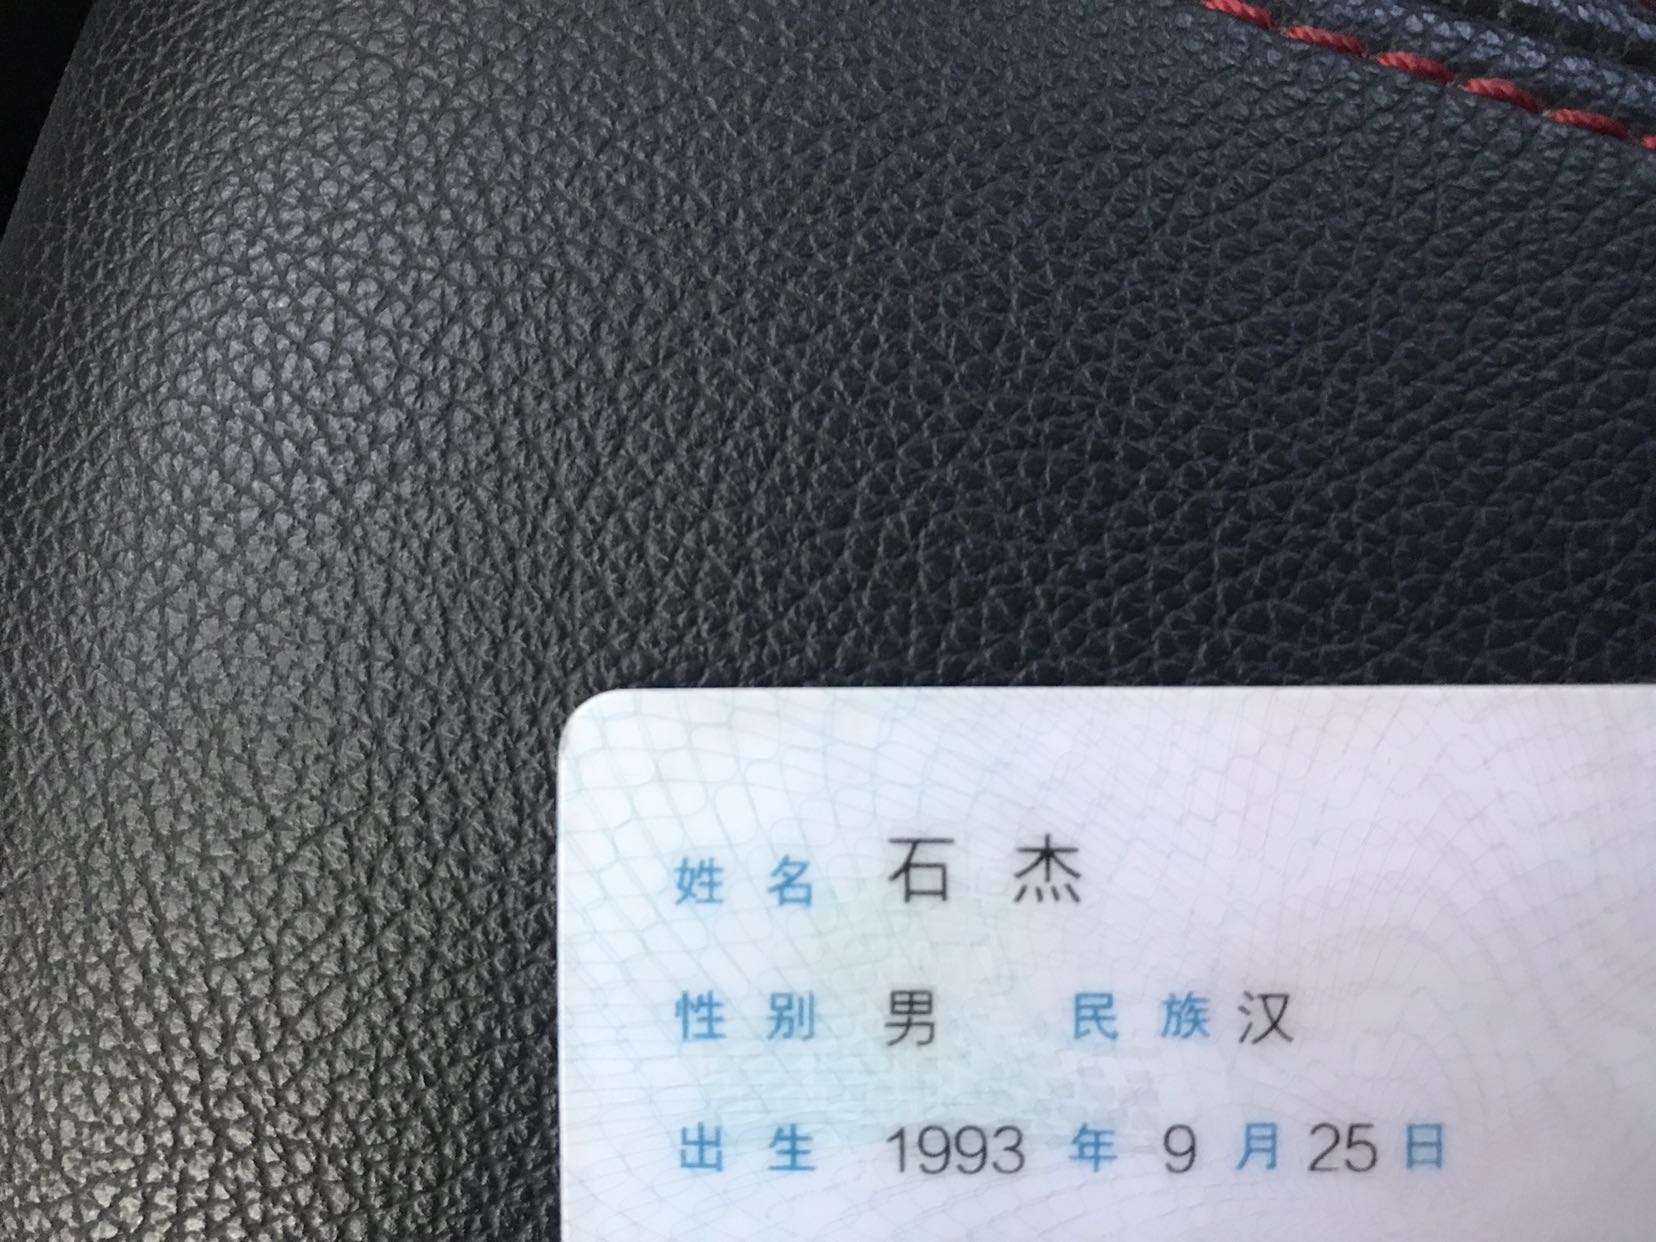 姓名 石杰
性别 男 民族 汉
出生 1993 年 9 月 25 日